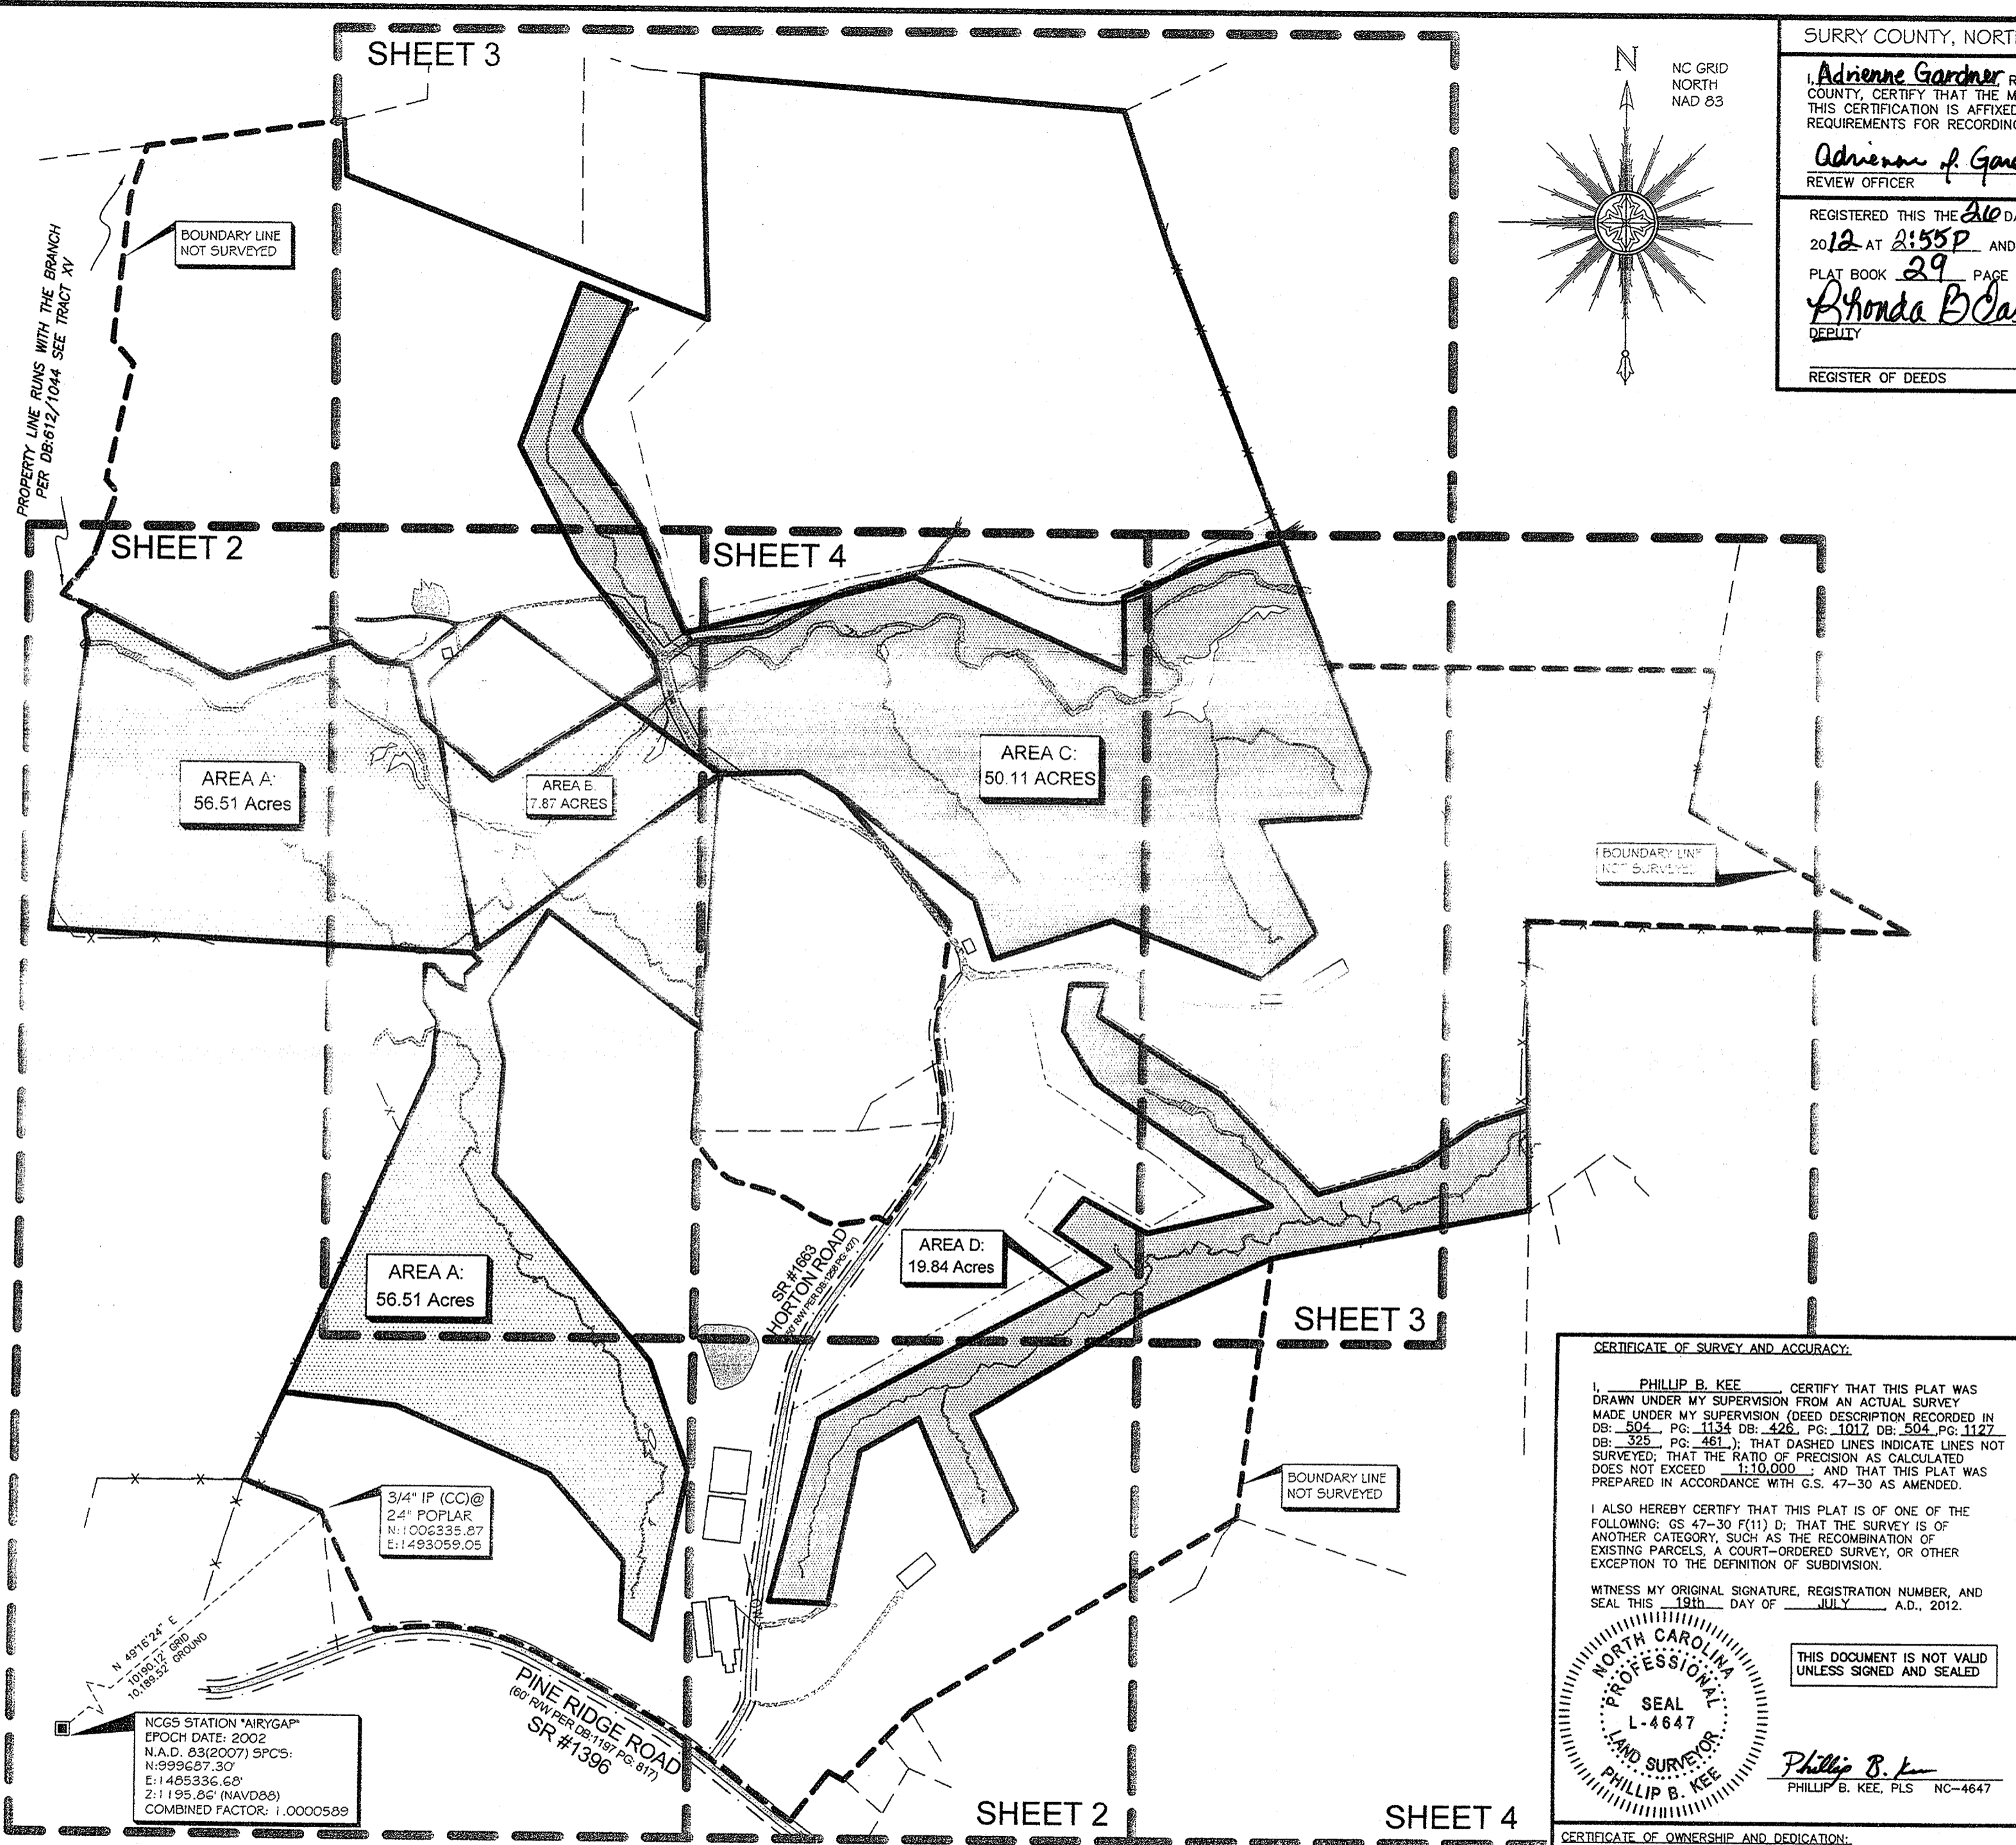 SHEET 3
N
NC GRID
NORTH
NAD 83
SURRY COUNTY, NORT
I, Adrienne Gardner, R
COUNTY, CERTIFY THAT THE M
THIS CERTIFICATION IS AFFIXED
REQUIREMENTS FOR RECORDING
REVIEW OFFICER
REGISTERED THIS THE 26 DA
2012 AT 2:55P AND
PLAT BOOK 29 PAGE
Rhonda B
DEPUTY
REGISTER OF DEEDS
BOUNDARY LINE
NOT SURVEYED
PROPERTY LINE RUNS WITH THE BRANCH
PER DB:612/1044 SEE TRACT XV
SHEET 2
SHEET 4
AREA A:
56.51 Acres
AREA B:
7.87 ACRES
AREA C:
50.11 ACRES
BOUNDARY LINE
NOT SURVEYED
AREA A:
56.51 Acres
AREA D:
19.84 Acres
SR #1663
HORTON ROAD
SHEET 3
BOUNDARY LINE
NOT SURVEYED
3/4" IP (CC)@
24" POPLAR
N:1006335.87
E:1493059.05
N 49°16'24" E
10190.12' GRID
10,189.52' GROUND
NCGS STATION "AIRYGAP"
EPOCH DATE: 2002
N.A.D. 83(2007) SPC'S:
N:999687.30'
E:1485336.68'
Z:1195.86' (NAVD88)
COMBINED FACTOR: 1.0000589
PINE RIDGE ROAD
(60' R/W PER DB:1197 PG: 817)
SR #1396
SHEET 2
SHEET 4
CERTIFICATE OF SURVEY AND ACCURACY:
I, PHILLIP B. KEE , CERTIFY THAT THIS PLAT WAS
DRAWN UNDER MY SUPERVISION FROM AN ACTUAL SURVEY
MADE UNDER MY SUPERVISION (DEED DESCRIPTION RECORDED IN
DB: 504 , PG: 1134 DB: 426 , PG: 1017 DB: 504 ,PG: 1127
DB: 325 , PG: 461 ,); THAT DASHED LINES INDICATE LINES NOT
SURVEYED; THAT THE RATIO OF PRECISION AS CALCULATED
DOES NOT EXCEED 1:10,000 ; AND THAT THIS PLAT WAS
PREPARED IN ACCORDANCE WITH G.S. 47-30 AS AMENDED.
I ALSO HEREBY CERTIFY THAT THIS PLAT IS OF ONE OF THE
FOLLOWING: GS 47-30 F(11) D; THAT THE SURVEY IS OF
ANOTHER CATEGORY, SUCH AS THE RECOMBINATION OF
EXISTING PARCELS, A COURT-ORDERED SURVEY, OR OTHER
EXCEPTION TO THE DEFINITION OF SUBDIVISION.
WITNESS MY ORIGINAL SIGNATURE, REGISTRATION NUMBER, AND
SEAL THIS 19th DAY OF JULY , A.D., 2012.
NORTH CAROLINA
PROFESSIONAL
SEAL
L-4647
LAND SURVEYOR
PHILLIP B. KEE
THIS DOCUMENT IS NOT VALID
UNLESS SIGNED AND SEALED
Phillip B. Kee
PHILLIP B. KEE, PLS NC-4647
CERTIFICATE OF OWNERSHIP AND DEDICATION: